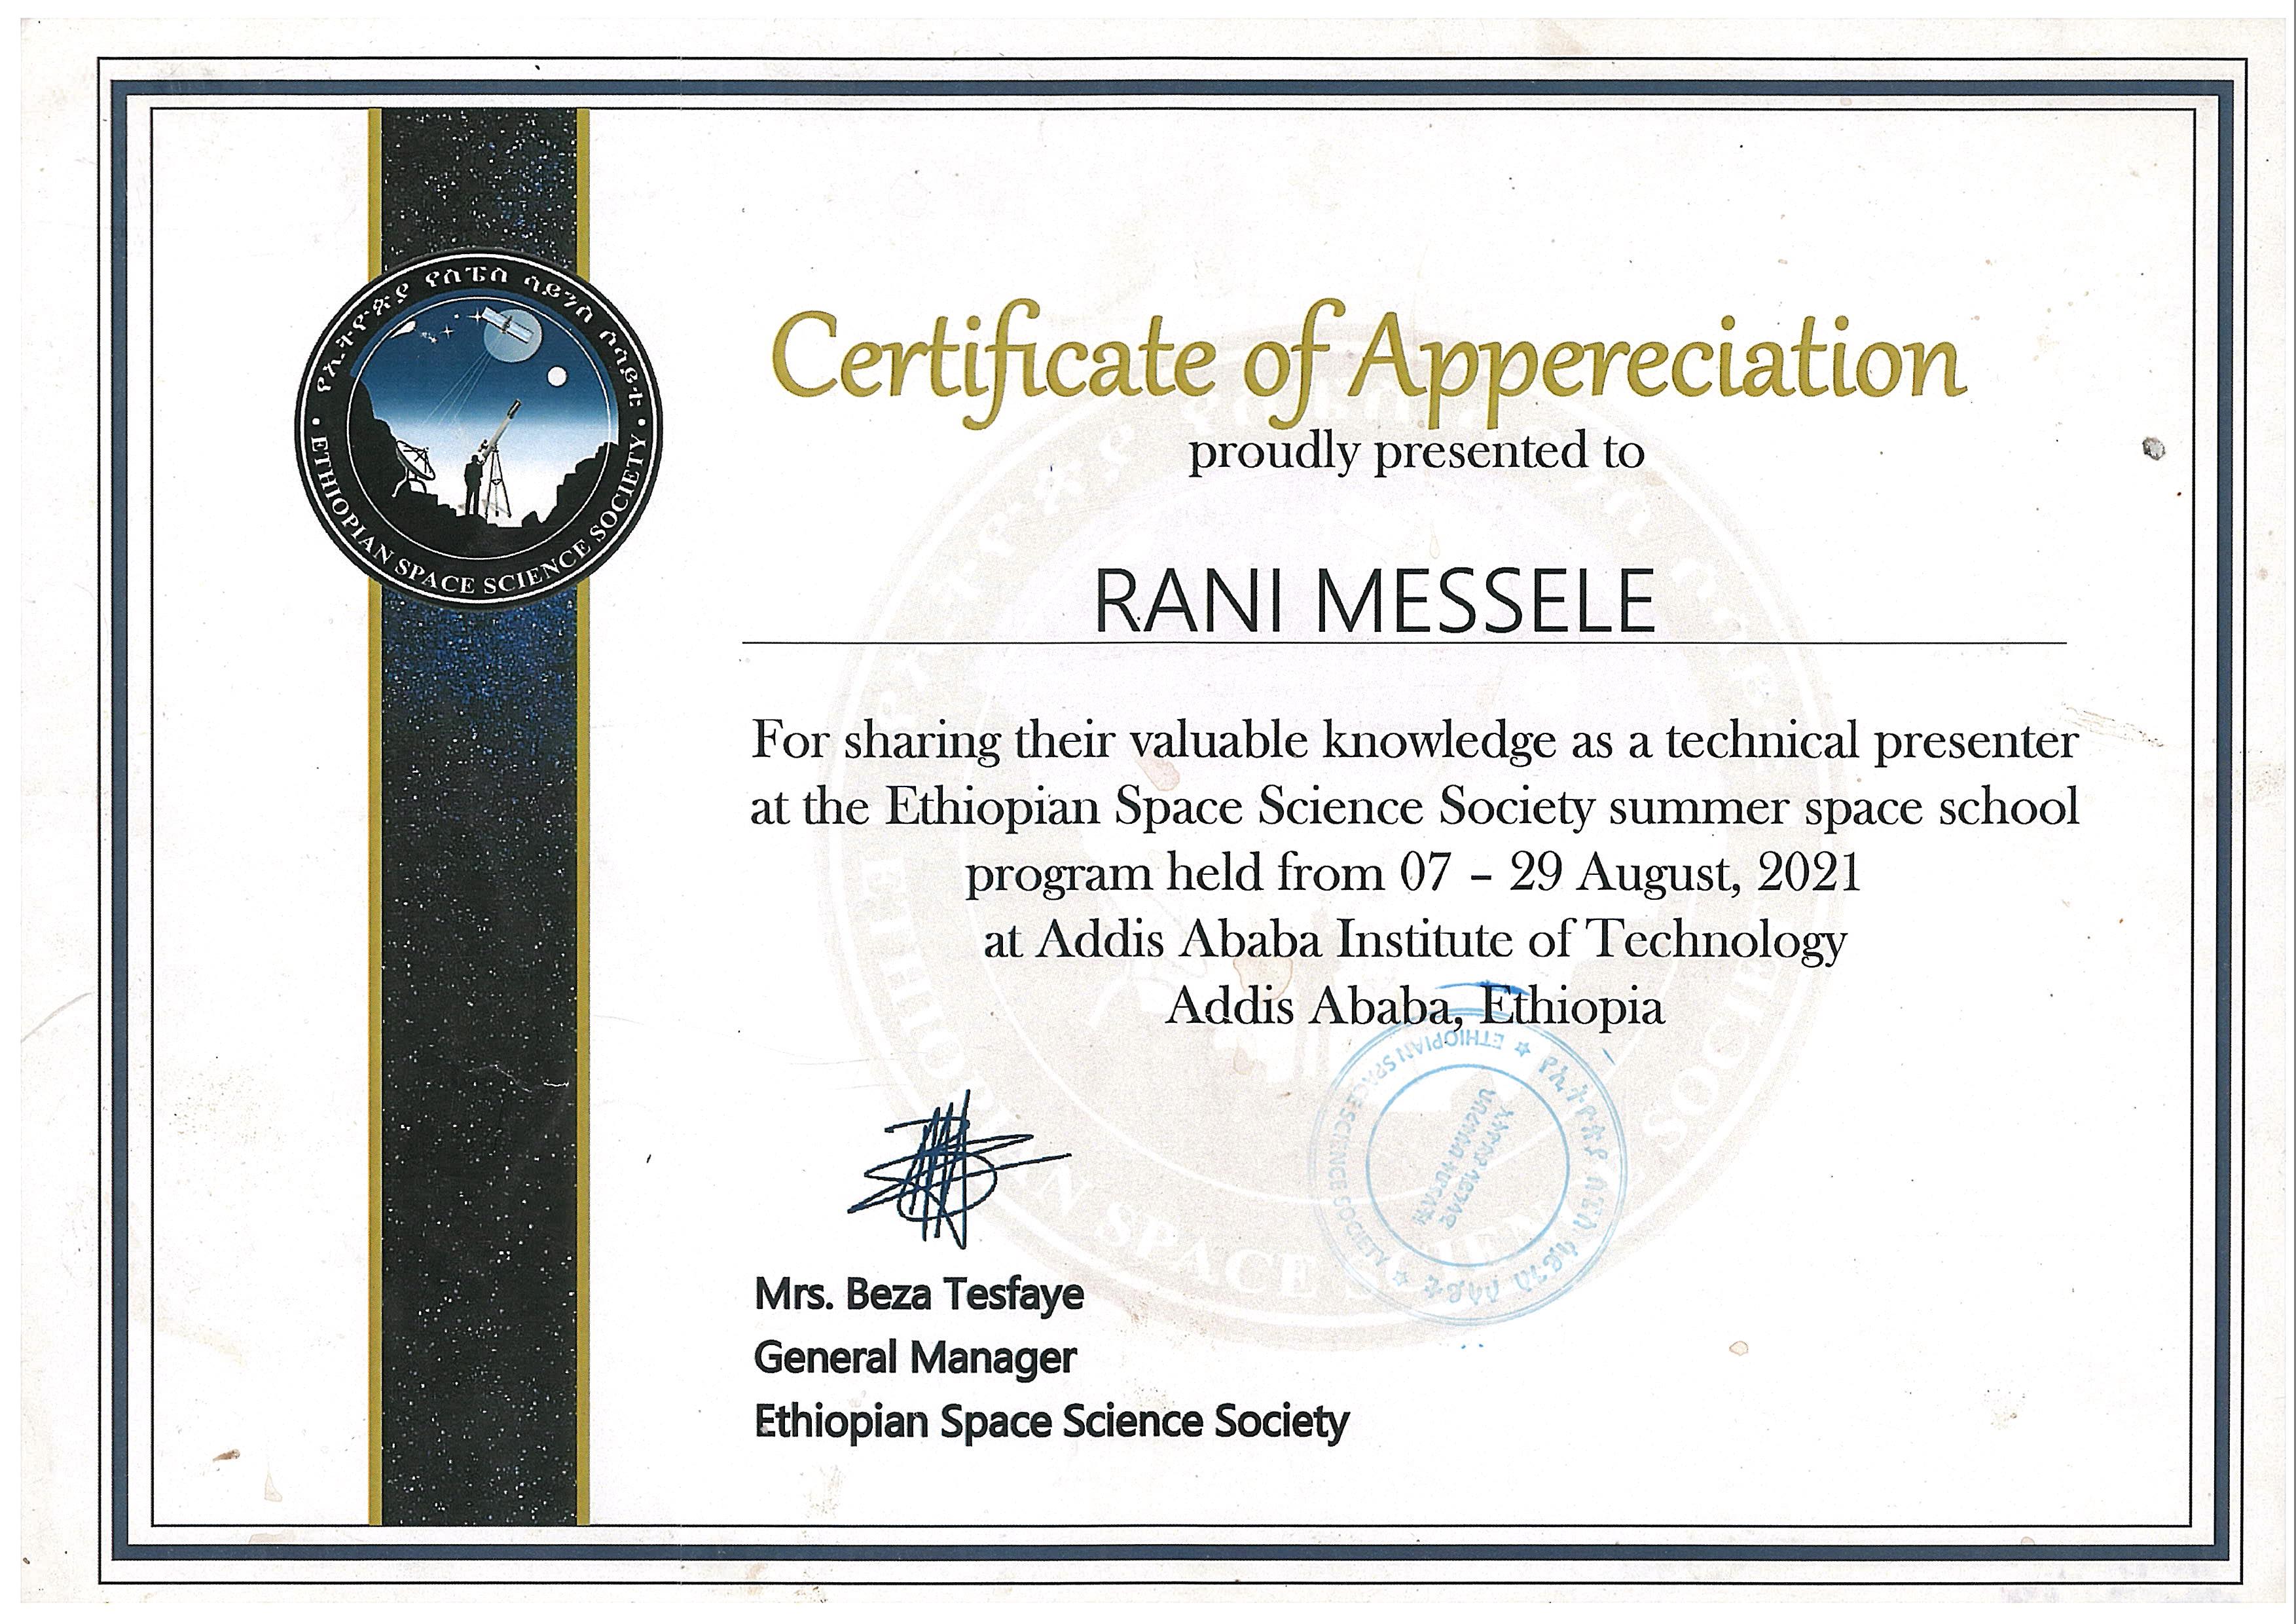 የኢትዮጵያ የስፔስ ሳይንስ ሶሳይቲ
ETHIOPIAN SPACE SCIENCE SOCIETY
Certificate of Appereciation
proudly presented to
RANI MESSELE
For sharing their valuable knowledge as a technical presenter
at the Ethiopian Space Science Society summer space school
program held from 07 – 29 August, 2021
at Addis Ababa Institute of Technology
Addis Ababa, Ethiopia
ETHIOPIAN SPACE SCIENCE SOCIETY
Mrs. Beza Tesfaye
General Manager
Ethiopian Space Science Society